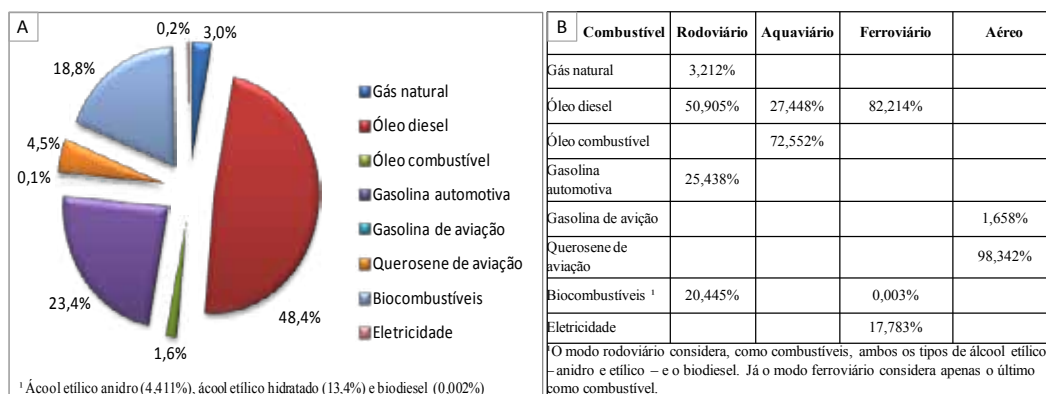 A
0,2%
3,0%
18,8%
4,5%
0,1%
23,4%
1,6%
48,4%
Gás natural
Óleo diesel
Óleo combustível
Gasolina automotiva
Gasolina de aviação
Querosene de aviação
Biocombustíveis
Eletricidade
¹ Ácool etílico anidro (4,411%), ácool etílico hidratado (13,4%) e biodiesel (0,002%)
B
Combustível Rodoviário Aquaviário Ferroviário Aéreo
Gás natural 3,212%
Óleo diesel 50,905% 27,448% 82,214%
Óleo combustível 72,552%
Gasolina
automotiva 25,438%
Gasolina de avição 1,658%
Querosene de
aviação 98,342%
Biocombustíveis ¹ 20,445% 0,003%
Eletricidade 17,783%
¹O modo rodoviário considera, como combustíveis, ambos os tipos de álcool etílico
– anidro e etílico – e o biodiesel. Já o modo ferroviário considera apenas o último
como combustível.